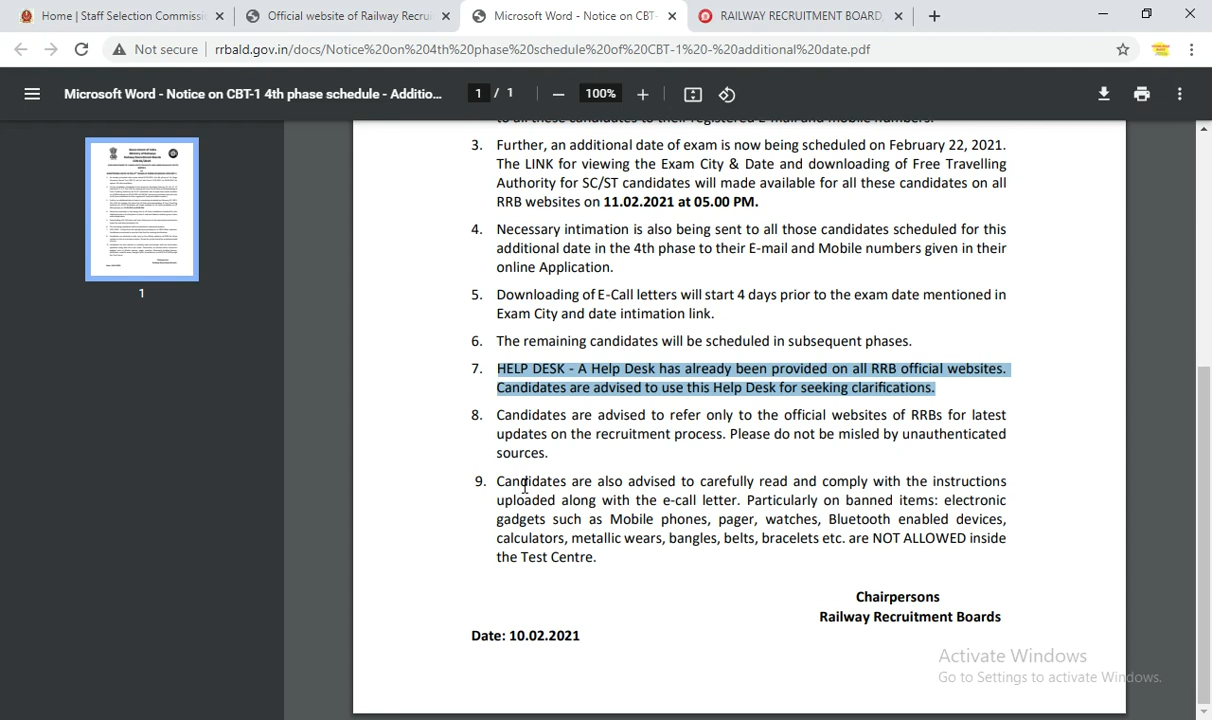 Home | Staff Selection Commissi
Official website of Railway Recrui
Microsoft Word - Notice on CBT-
RAILWAY RECRUITMENT BOARD,
Not secure
rrbald.gov.in/docs/Notice%20on%204th%20phase%20schedule%20of%20CBT-1%20-%20additional%20date.pdf
Microsoft Word - Notice on CBT-1 4th phase schedule - Additio...
1 / 1
100%
3. Further, an additional date of exam is now being scheduled on February 22, 2021.
The LINK for viewing the Exam City & Date and downloading of Free Travelling
Authority for SC/ST candidates will made available for all these candidates on all
RRB websites on 11.02.2021 at 05.00 PM.
4. Necessary intimation is also being sent to all those candidates scheduled for this
additional date in the 4th phase to their E-mail and Mobile numbers given in their
online Application.
5. Downloading of E-Call letters will start 4 days prior to the exam date mentioned in
Exam City and date intimation link.
6. The remaining candidates will be scheduled in subsequent phases.
7. HELP DESK - A Help Desk has already been provided on all RRB official websites.
Candidates are advised to use this Help Desk for seeking clarifications.
8. Candidates are advised to refer only to the official websites of RRBs for latest
updates on the recruitment process. Please do not be misled by unauthenticated
sources.
9. Candidates are also advised to carefully read and comply with the instructions
uploaded along with the e-call letter. Particularly on banned items: electronic
gadgets such as Mobile phones, pager, watches, Bluetooth enabled devices,
calculators, metallic wears, bangles, belts, bracelets etc. are NOT ALLOWED inside
the Test Centre.
Chairpersons
Railway Recruitment Boards
Date: 10.02.2021
1
Activate Windows
Go to Settings to activate Windows.